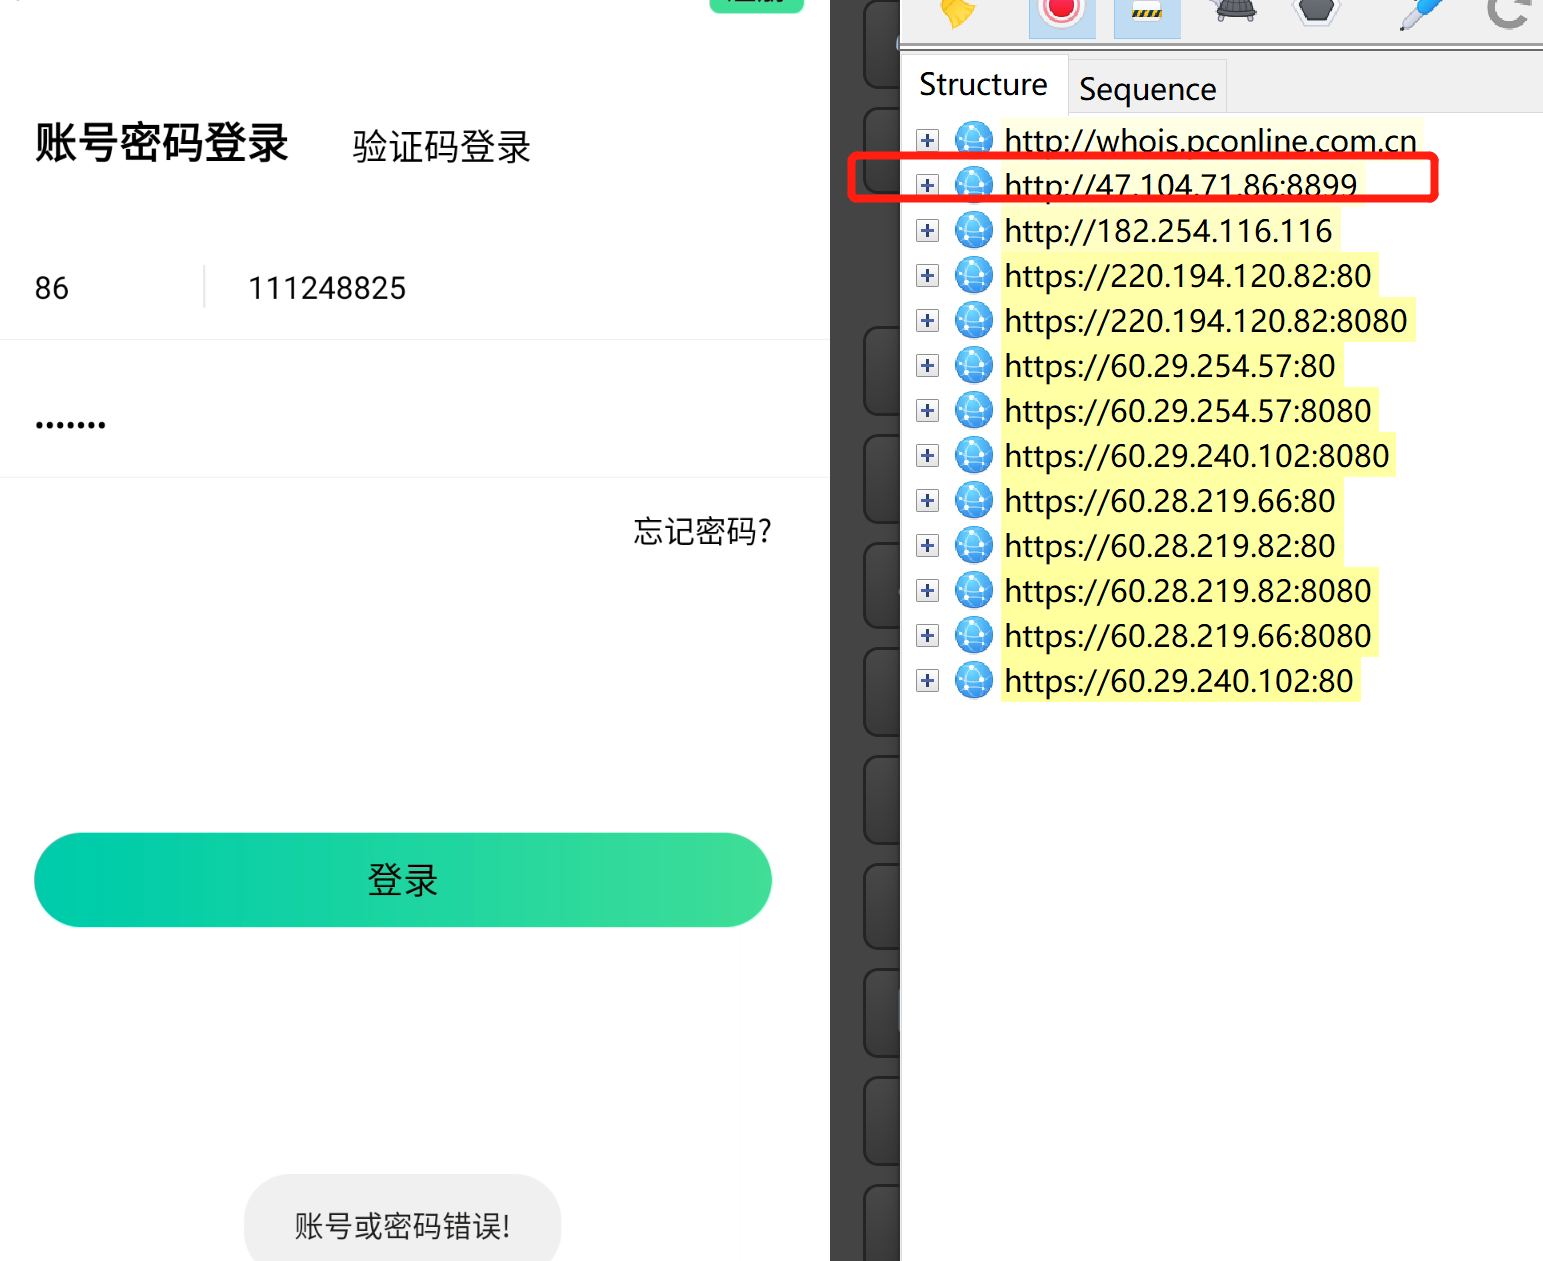 账号密码登录 验证码登录
86 111248825
•••••••
忘记密码?
登录
账号或密码错误!
Structure Sequence
http://whois.pconline.com.cn
http://47.104.71.86:8899
http://182.254.116.116
https://220.194.120.82:80
https://220.194.120.82:8080
https://60.29.254.57:80
https://60.29.254.57:8080
https://60.29.240.102:8080
https://60.28.219.66:80
https://60.28.219.82:80
https://60.28.219.82:8080
https://60.28.219.66:8080
https://60.29.240.102:80